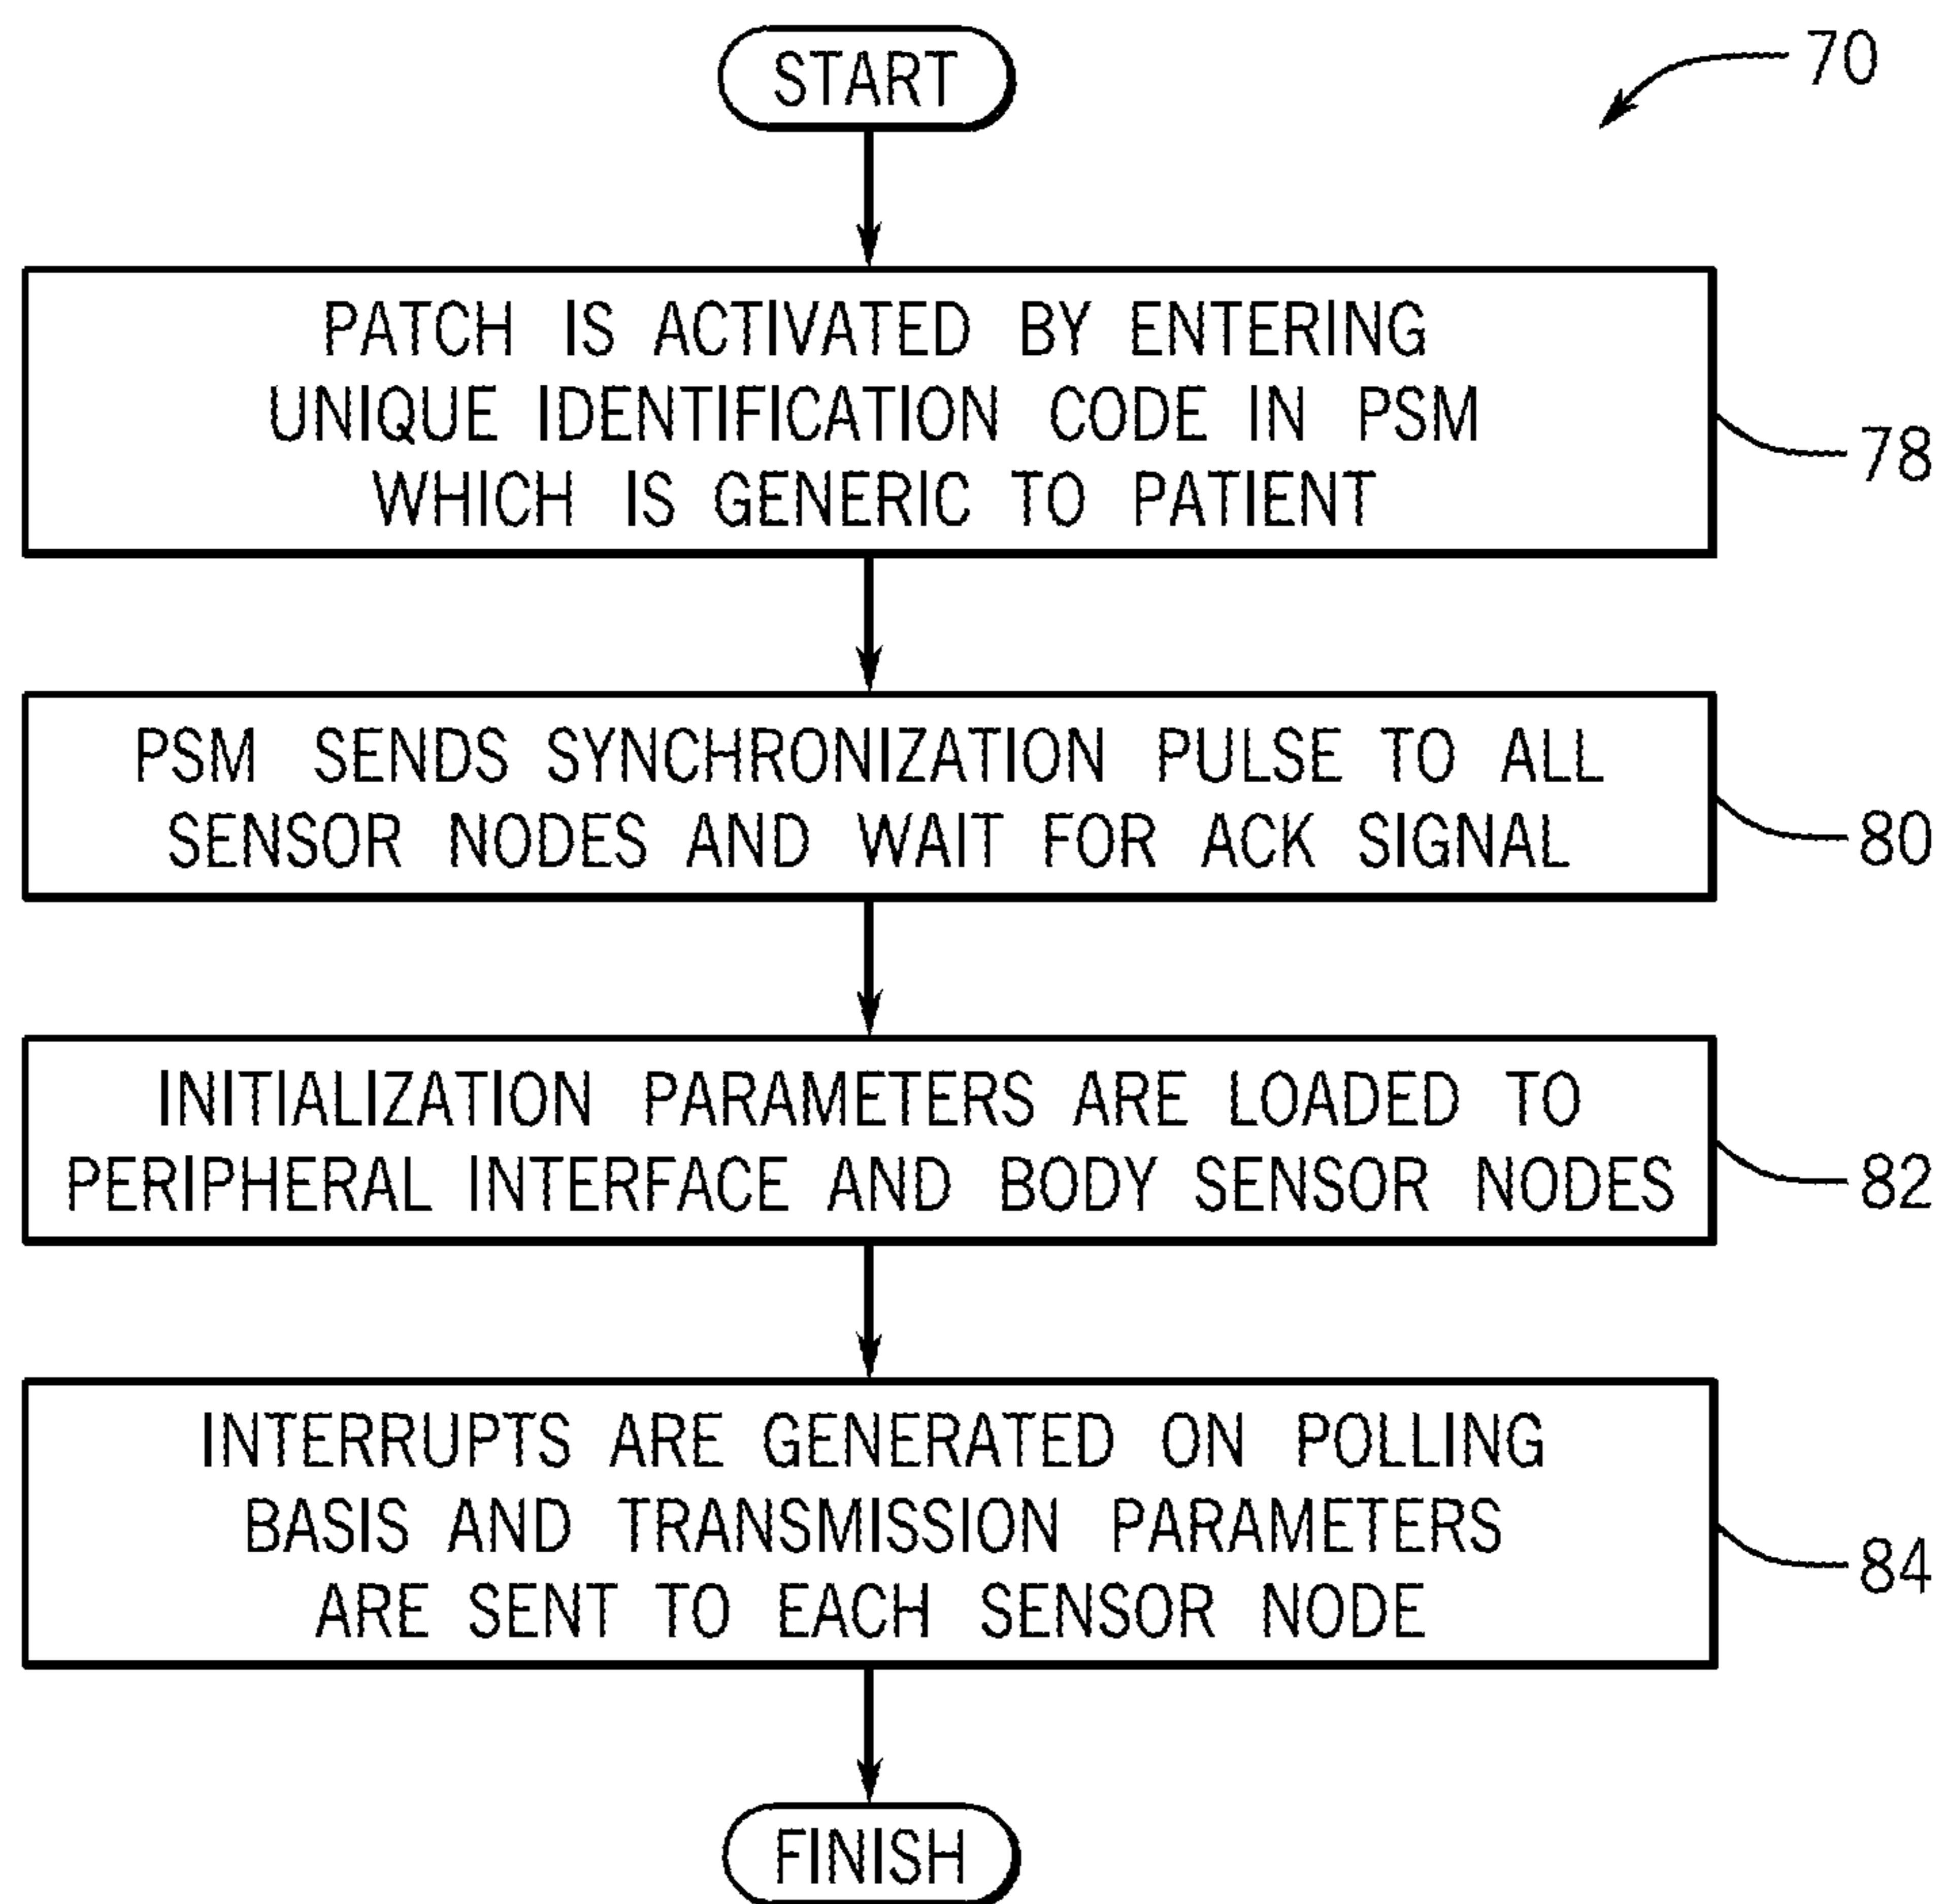 START
70
PATCH IS ACTIVATED BY ENTERING
UNIQUE IDENTIFICATION CODE IN PSM
WHICH IS GENERIC TO PATIENT
78
PSM SENDS SYNCHRONIZATION PULSE TO ALL
SENSOR NODES AND WAIT FOR ACK SIGNAL
80
INITIALIZATION PARAMETERS ARE LOADED TO
PERIPHERAL INTERFACE AND BODY SENSOR NODES
82
INTERRUPTS ARE GENERATED ON POLLING
BASIS AND TRANSMISSION PARAMETERS
ARE SENT TO EACH SENSOR NODE
84
FINISH